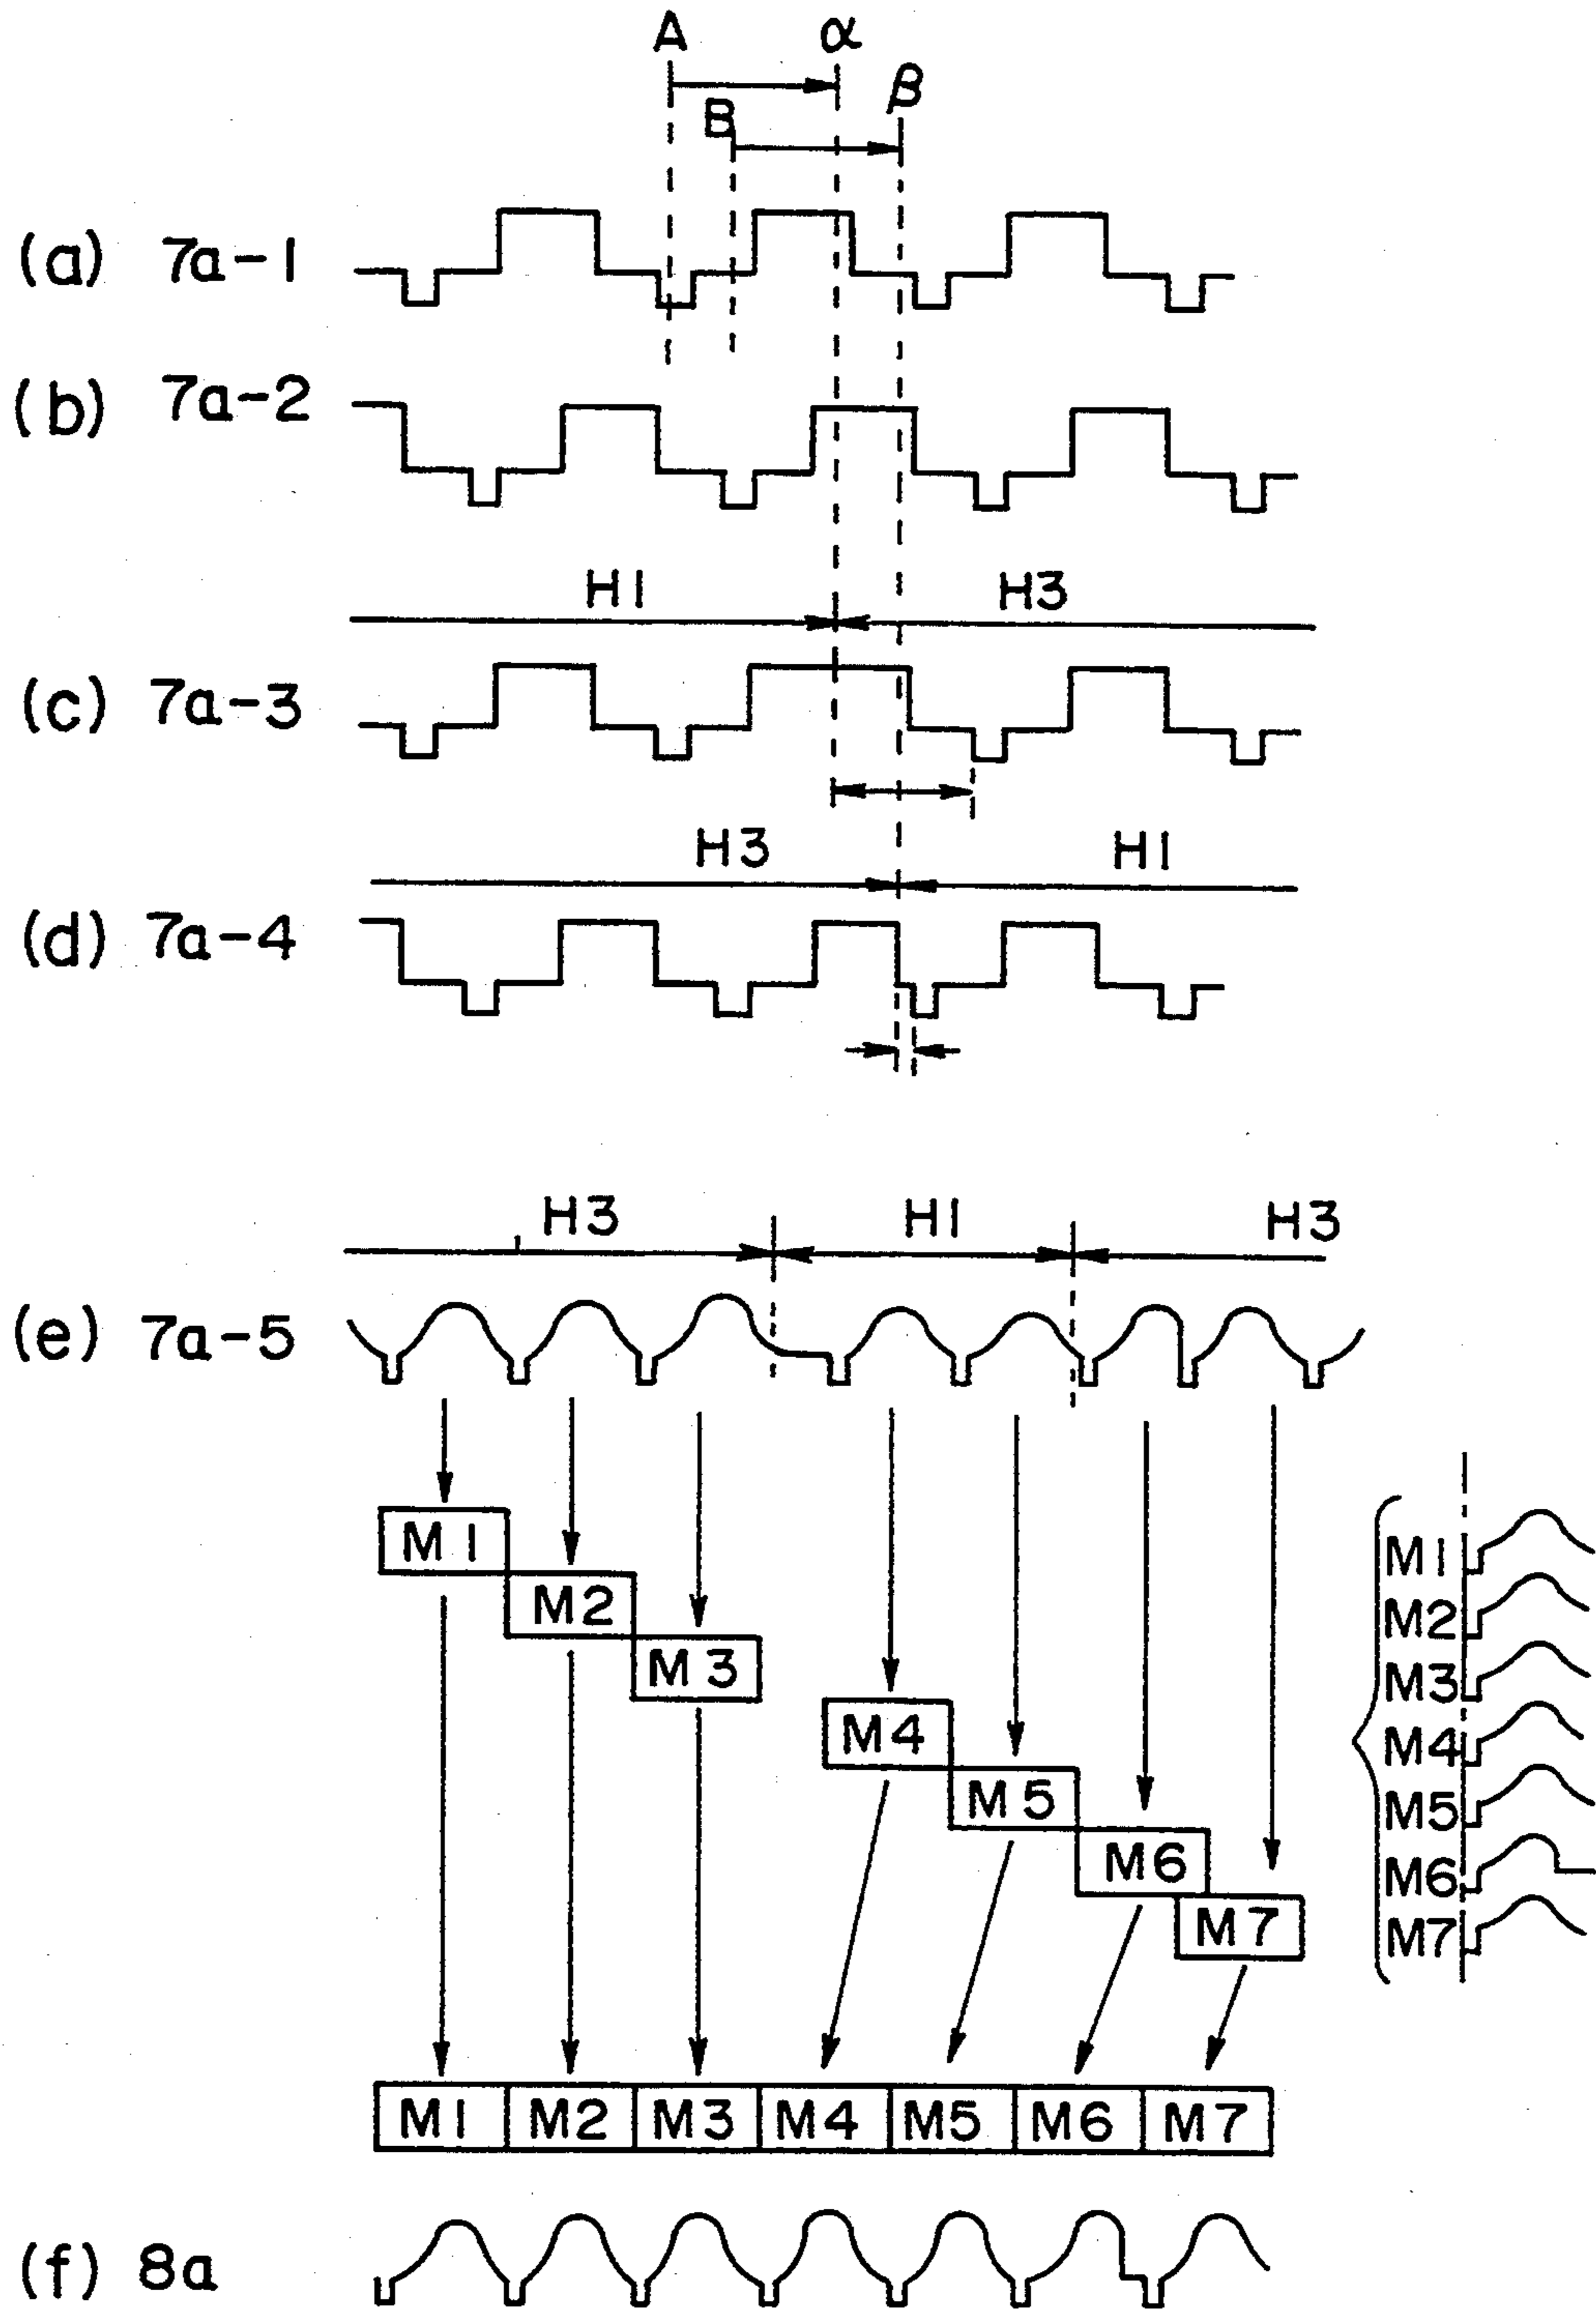 A α
B β
(a) 7a-1
(b) 7a-2
H1 H3
(c) 7a-3
H3 H1
(d) 7a-4
H3 H1 H3
(e) 7a-5
M1
M2
M3
M4
M5
M6
M7
M1
M2
M3
M4
M5
M6
M7
M1 M2 M3 M4 M5 M6 M7
(f) 8a